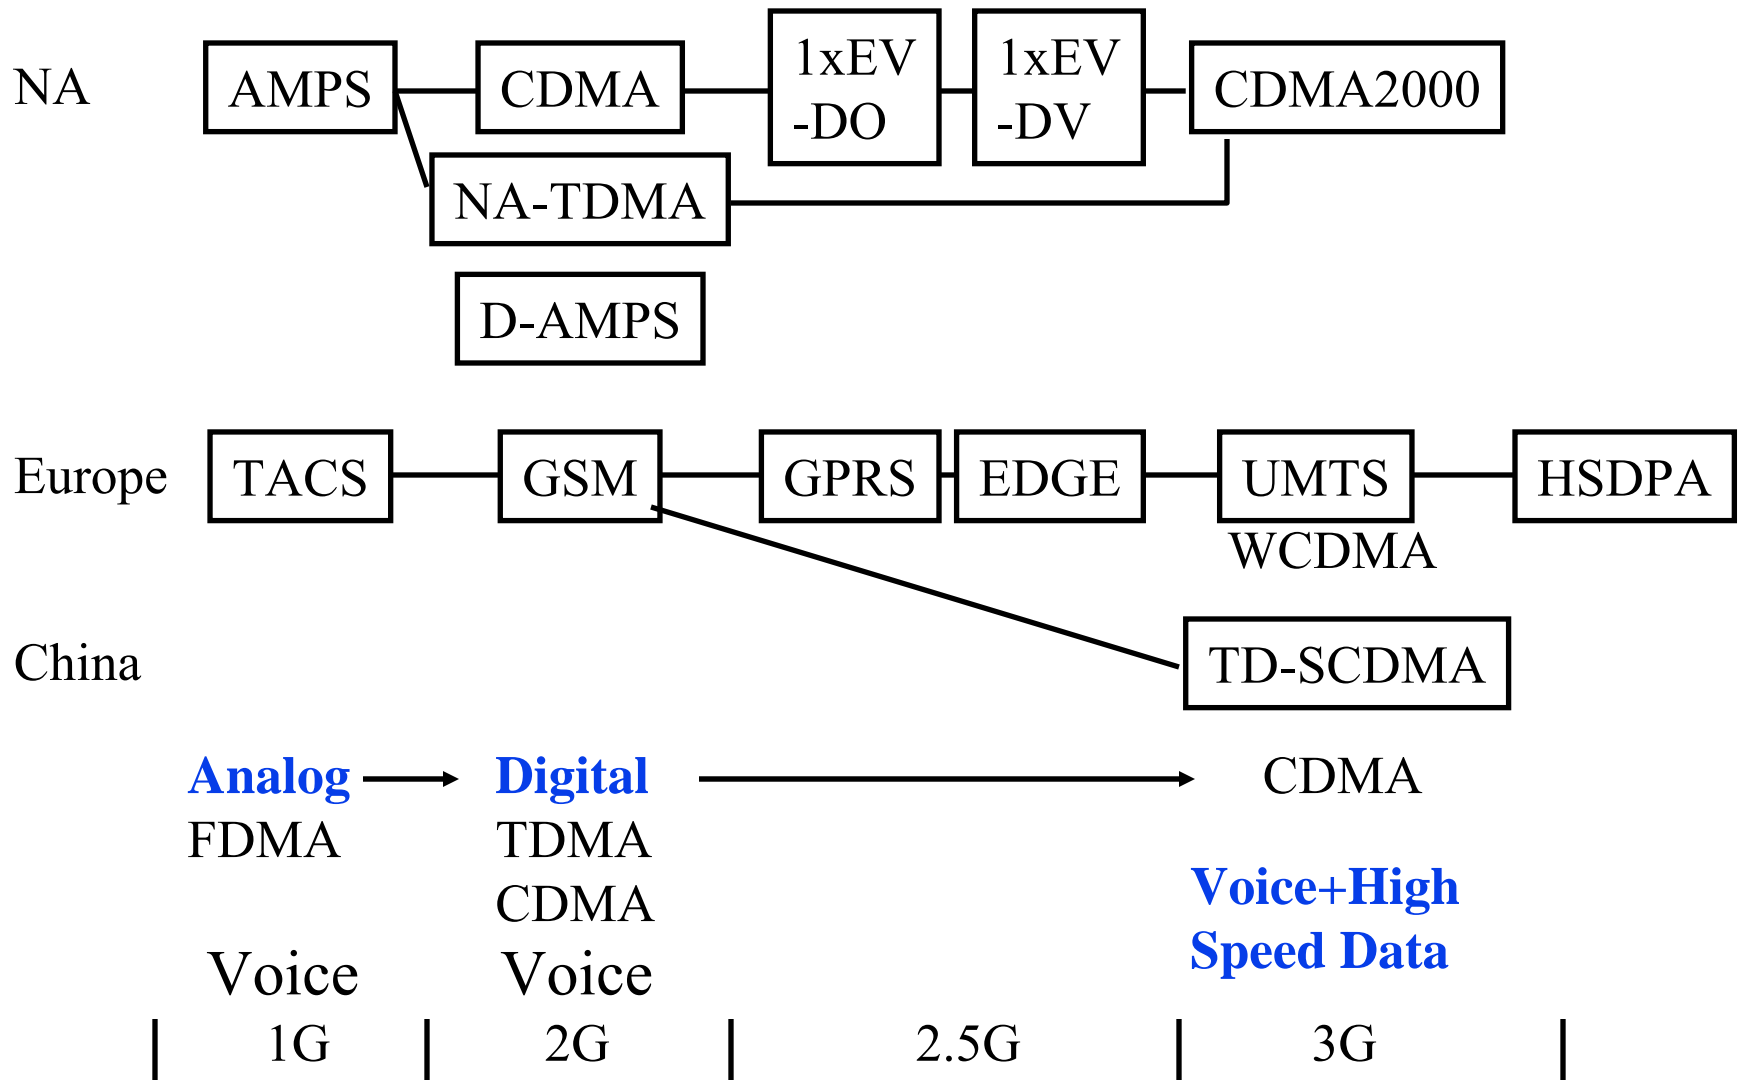 NA
AMPS
CDMA
1xEV
-DO
1xEV
-DV
CDMA2000
NA-TDMA
D-AMPS
Europe
TACS
GSM
GPRS
EDGE
UMTS
HSDPA
WCDMA
China
TD-SCDMA
Analog
Digital
CDMA
FDMA
TDMA
CDMA
Voice+High
Speed Data
Voice
Voice
1G
2G
2.5G
3G